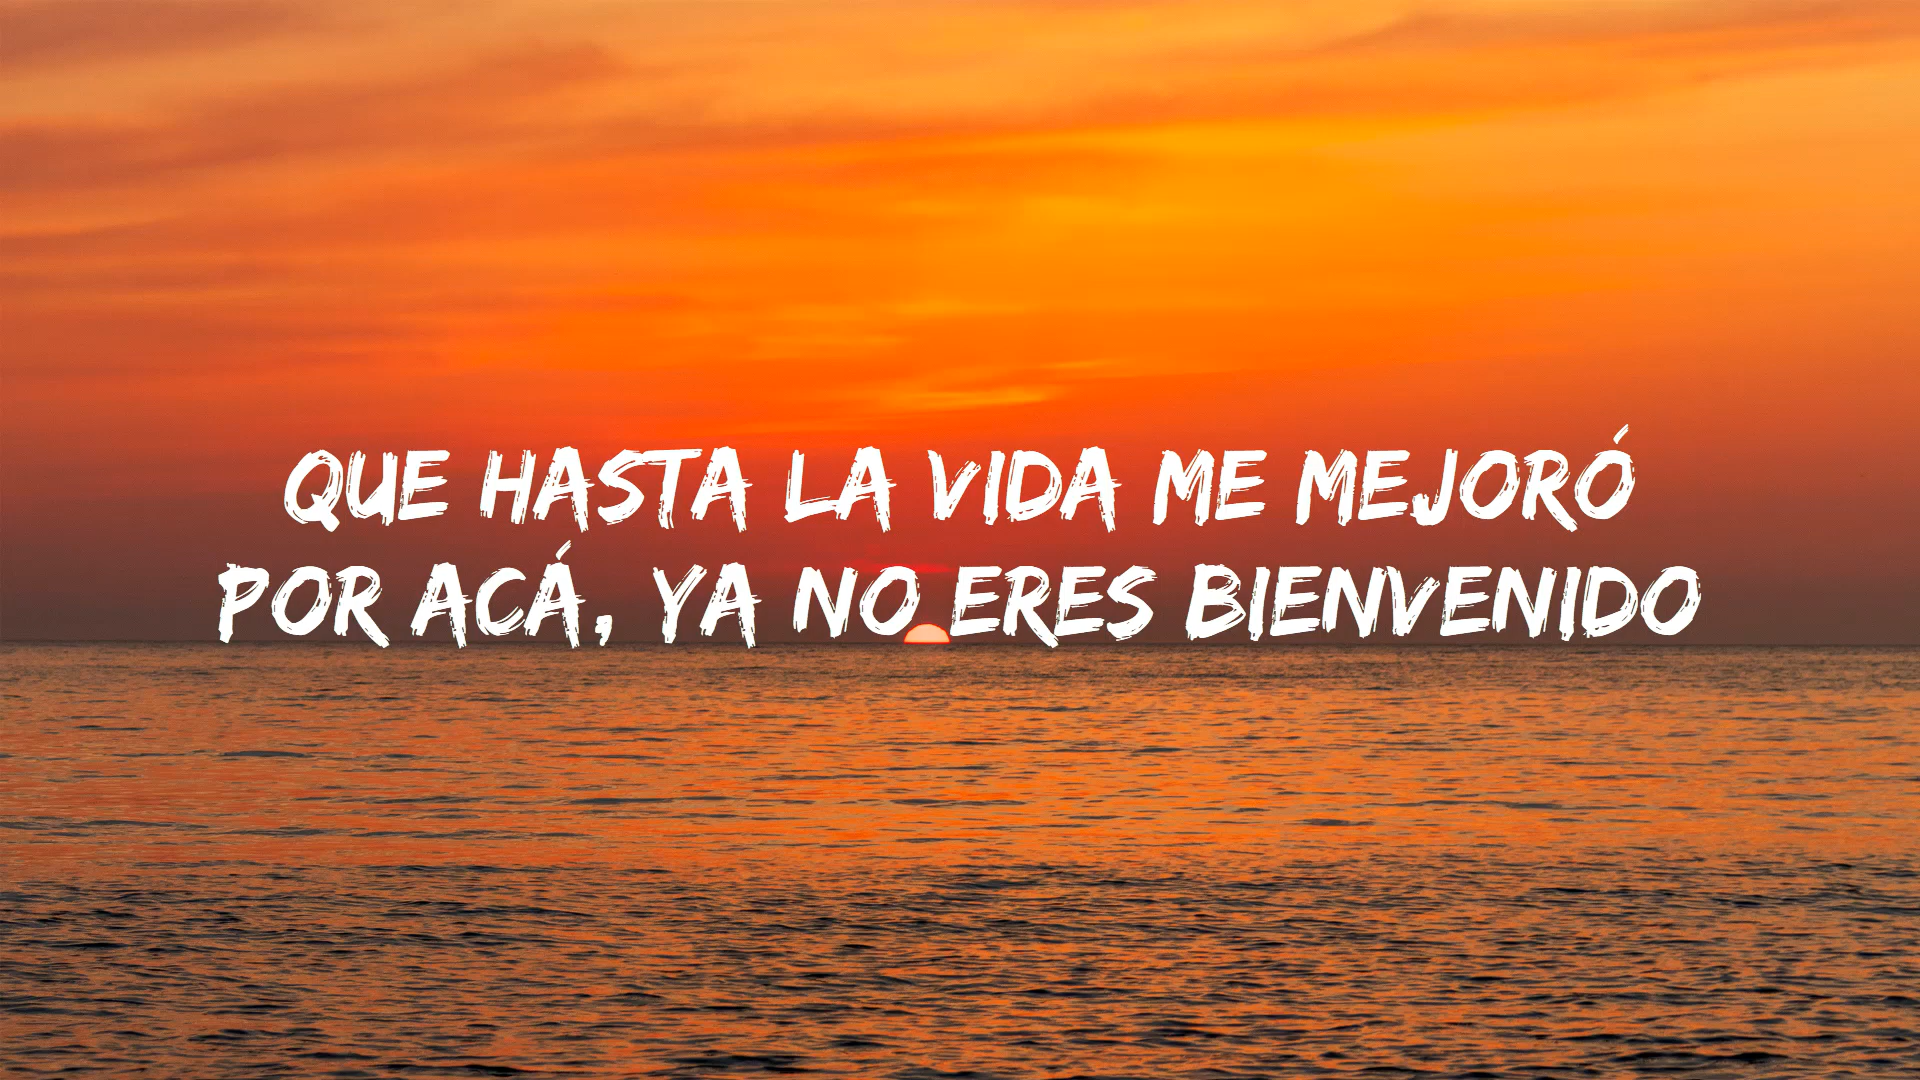 QUE HASTA LA VIDA ME MEJORÓ
POR ACÁ, YA NO ERES BIENVENIDO